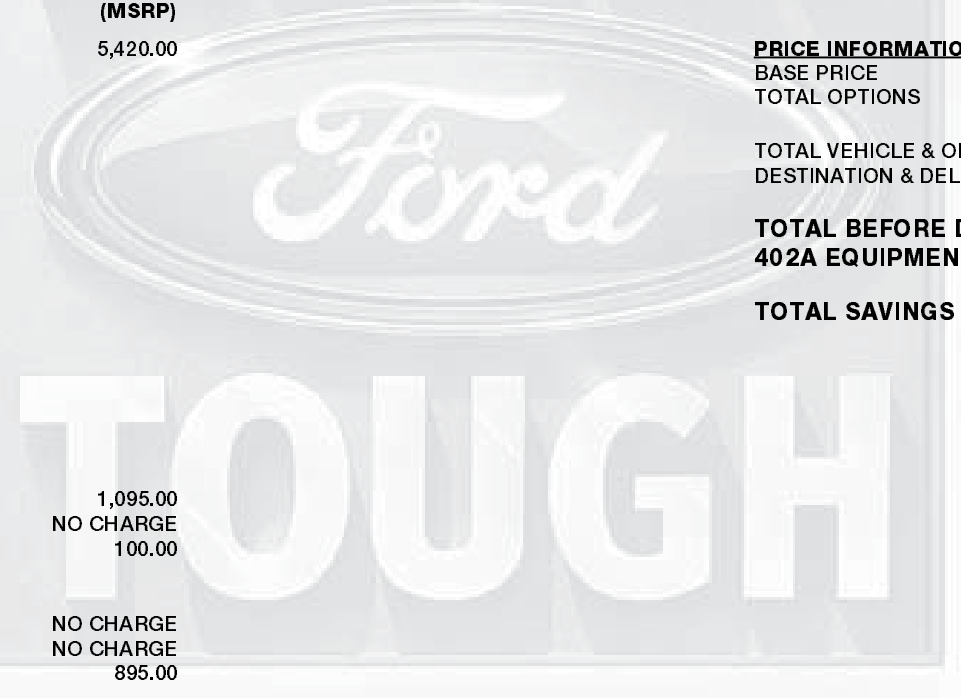 (MSRP)
5,420.00
Ford
TOUGH
1,095.00
NO CHARGE
100.00
NO CHARGE
NO CHARGE
895.00
PRICE INFORMATIO
BASE PRICE
TOTAL OPTIONS
TOTAL VEHICLE & O
DESTINATION & DEL
TOTAL BEFORE D
402A EQUIPMEN
TOTAL SAVINGS